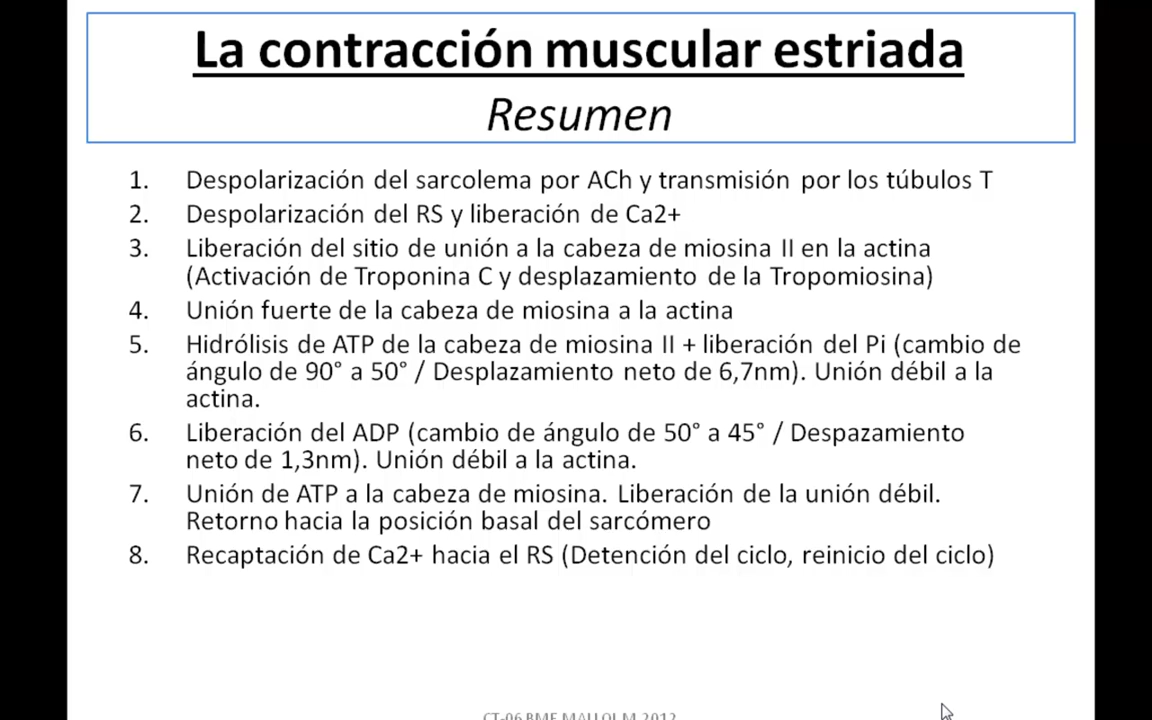 La contracción muscular estriada
Resumen
1. Despolarización del sarcolema por ACh y transmisión por los túbulos T
2. Despolarización del RS y liberación de Ca2+
3. Liberación del sitio de unión a la cabeza de miosina II en la actina
(Activación de Troponina C y desplazamiento de la Tropomiosina)
4. Unión fuerte de la cabeza de miosina a la actina
5. Hidrólisis de ATP de la cabeza de miosina II + liberación del Pi (cambio de
ángulo de 90° a 50° / Desplazamiento neto de 6,7nm). Unión débil a la
actina.
6. Liberación del ADP (cambio de ángulo de 50° a 45° / Despazamiento
neto de 1,3nm). Unión débil a la actina.
7. Unión de ATP a la cabeza de miosina. Liberación de la unión débil.
Retorno hacia la posición basal del sarcómero
8. Recaptación de Ca2+ hacia el RS (Detención del ciclo, reinicio del ciclo)
CT-06 2012